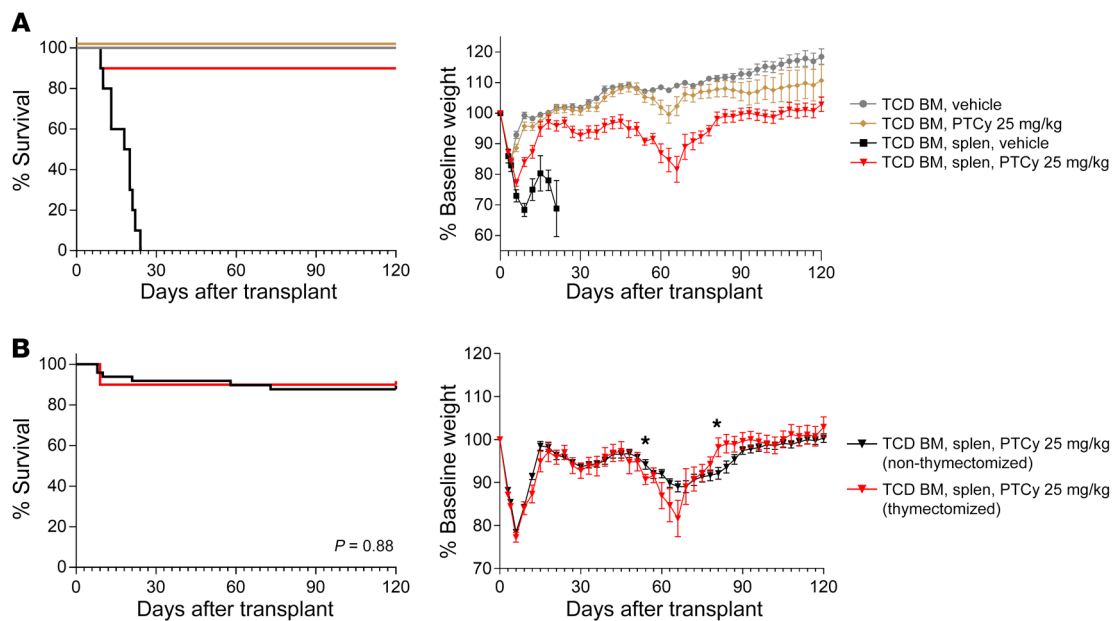 A
% Survival
100
80
60
40
20
0
0 30 60 90 120
Days after transplant
% Baseline weight
120
110
100
90
80
70
60
0 30 60 90 120
Days after transplant
TCD BM, vehicle
TCD BM, PTCy 25 mg/kg
TCD BM, splen, vehicle
TCD BM, splen, PTCy 25 mg/kg
B
% Survival
100
80
60
40
20
0
P = 0.88
0 30 60 90 120
Days after transplant
% Baseline weight
120
110
100
90
80
70
* *
0 30 60 90 120
Days after transplant
TCD BM, splen, PTCy 25 mg/kg
(non-thymectomized)
TCD BM, splen, PTCy 25 mg/kg
(thymectomized)